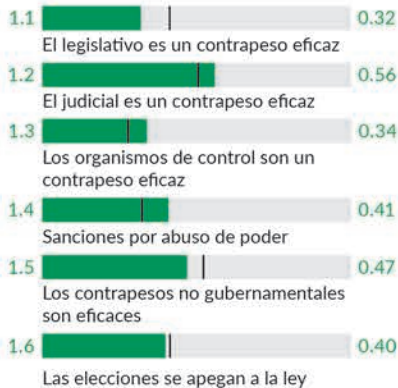 1.1 0.32
El legislativo es un contrapeso eficaz
1.2 0.56
El judicial es un contrapeso eficaz
1.3 0.34
Los organismos de control son un
contrapeso eficaz
1.4 0.41
Sanciones por abuso de poder
1.5 0.47
Los contrapesos no gubernamentales
son eficaces
1.6 0.40
Las elecciones se apegan a la ley